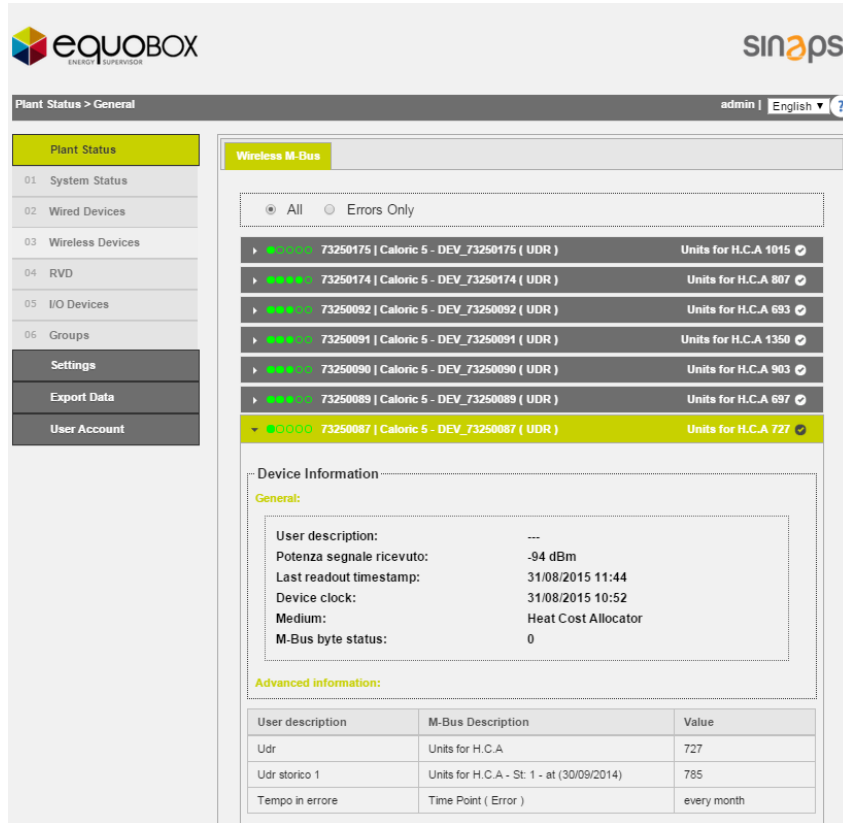 equoBOX
ENERGY SUPERVISOR
sinaps
Plant Status > General
admin | English ▼ ?
Plant Status
01 System Status
02 Wired Devices
03 Wireless Devices
04 RVD
05 I/O Devices
06 Groups
Settings
Export Data
User Account
Wireless M-Bus
All Errors Only
73250175 | Caloric 5 - DEV_73250175 ( UDR ) Units for H.C.A 1015
73250174 | Caloric 5 - DEV_73250174 ( UDR ) Units for H.C.A 807
73250092 | Caloric 5 - DEV_73250092 ( UDR ) Units for H.C.A 693
73250091 | Caloric 5 - DEV_73250091 ( UDR ) Units for H.C.A 1350
73250090 | Caloric 5 - DEV_73250090 ( UDR ) Units for H.C.A 903
73250089 | Caloric 5 - DEV_73250089 ( UDR ) Units for H.C.A 697
73250087 | Caloric 5 - DEV_73250087 ( UDR ) Units for H.C.A 727
Device Information
General:
User description: ---
Potenza segnale ricevuto: -94 dBm
Last readout timestamp: 31/08/2015 11:44
Device clock: 31/08/2015 10:52
Medium: Heat Cost Allocator
M-Bus byte status: 0
Advanced information:
User description M-Bus Description Value
Udr Units for H.C.A 727
Udr storico 1 Units for H.C.A - St: 1 - at (30/09/2014) 785
Tempo in errore Time Point ( Error ) every month